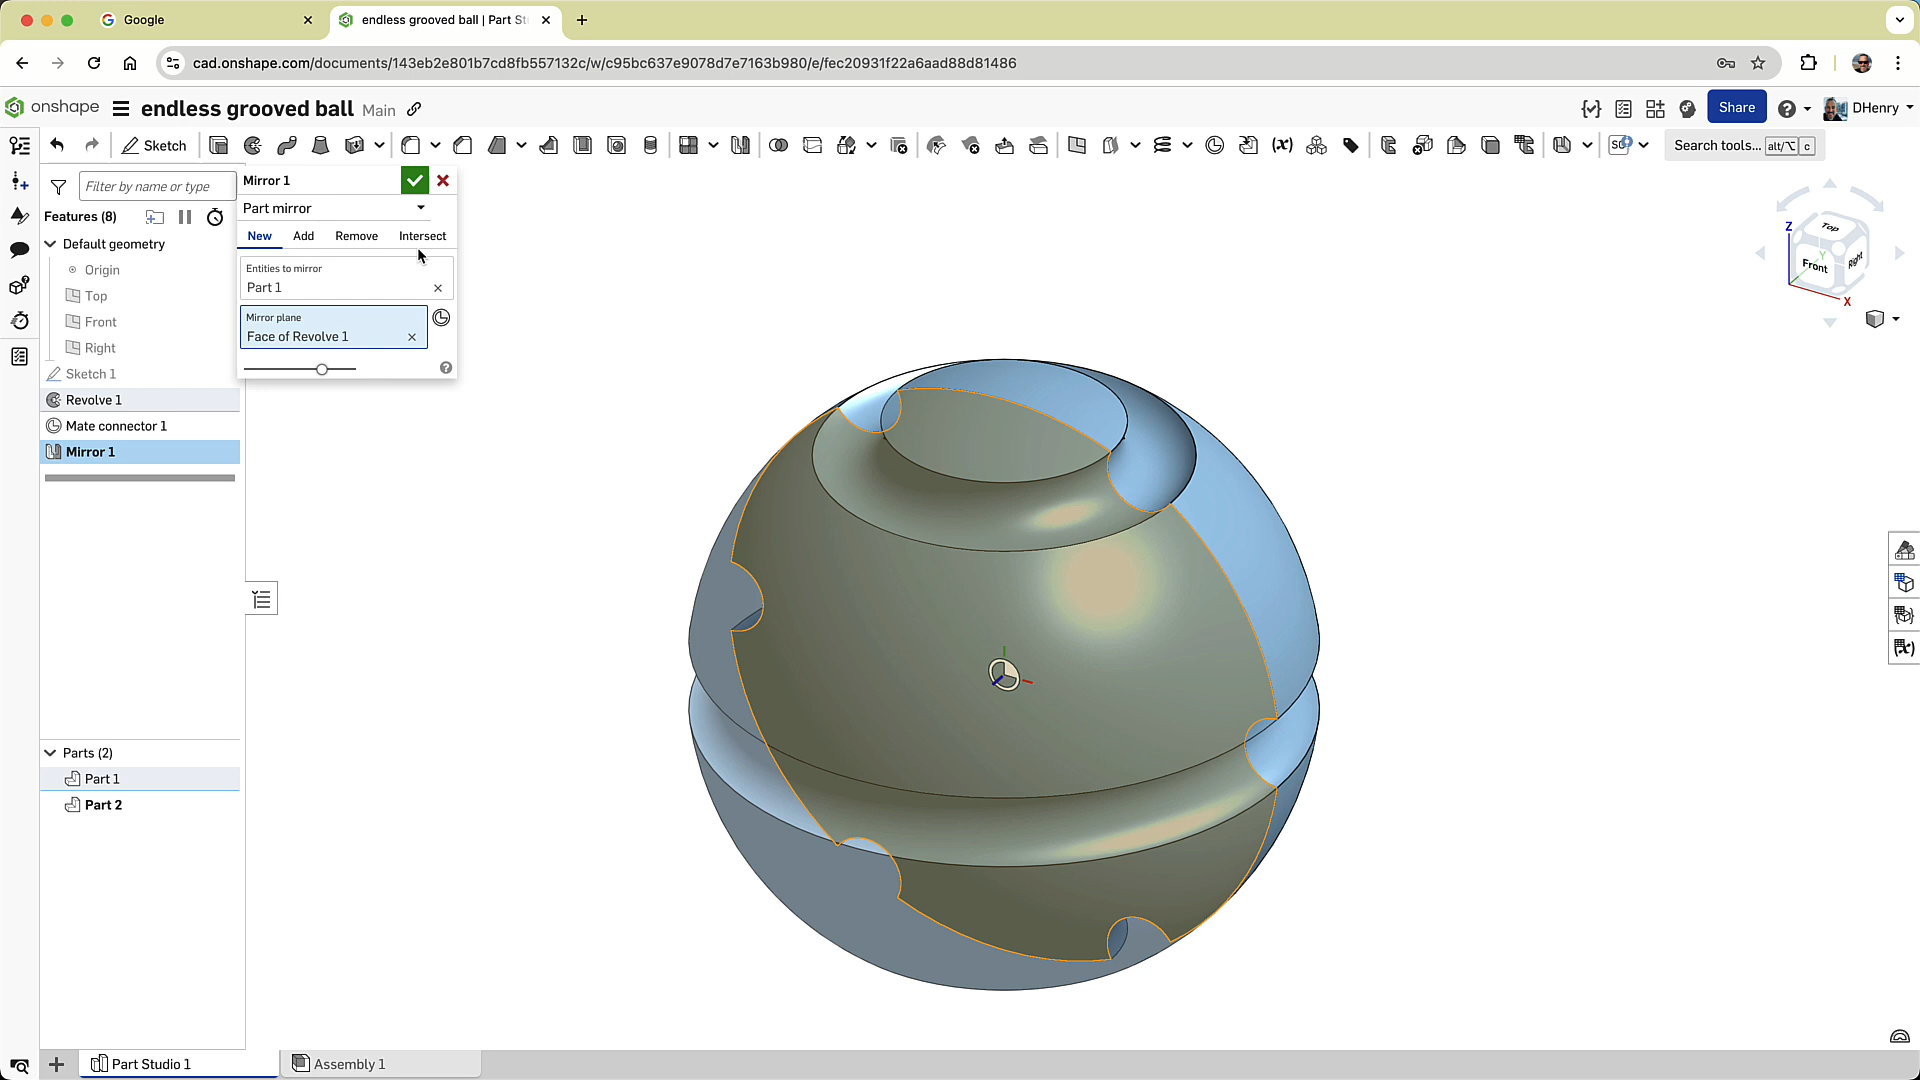 Google
endless grooved ball | Part St
cad.onshape.com/documents/143eb2e801b7cd8fb557132c/w/c95bc637e9078d7e7163b980/e/fec20931f22a6aad88d81486
onshape
endless grooved ball Main
Share
DHenry
Sketch
(x)
Search tools... alt/⌥ c
Filter by name or type
Features (8)
Default geometry
Origin
Top
Front
Right
Sketch 1
Revolve 1
Mate connector 1
Mirror 1
Mirror 1
Part mirror
New Add Remove Intersect
Entities to mirror
Part 1
Mirror plane
Face of Revolve 1
Z
Top
Y
Front
Right
X
Parts (2)
Part 1
Part 2
Part Studio 1
Assembly 1